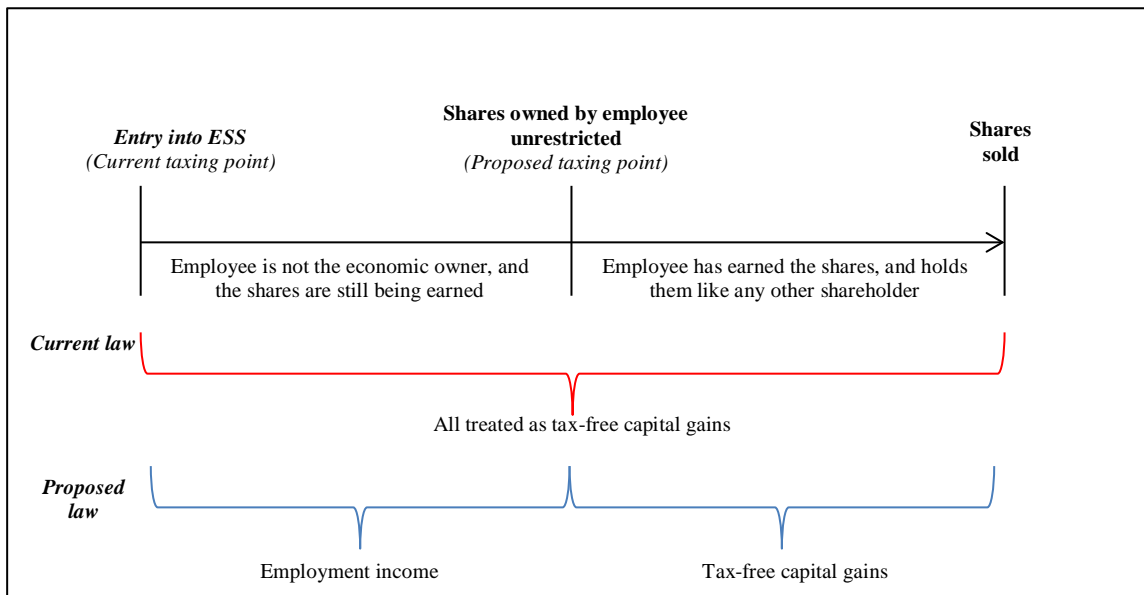 Entry into ESS
(Current taxing point)
Shares owned by employee
unrestricted
(Proposed taxing point)
Shares
sold
Employee is not the economic owner, and
the shares are still being earned
Employee has earned the shares, and holds
them like any other shareholder
Current law
All treated as tax-free capital gains
Proposed
law
Employment income
Tax-free capital gains